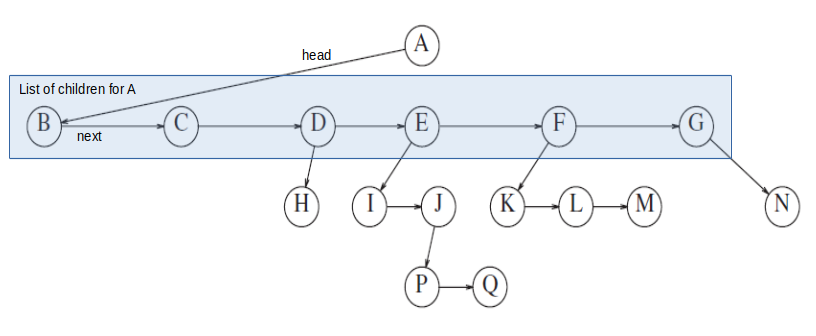 A
head
List of children for A
B C D E F G
next
H I J K L M N
P Q